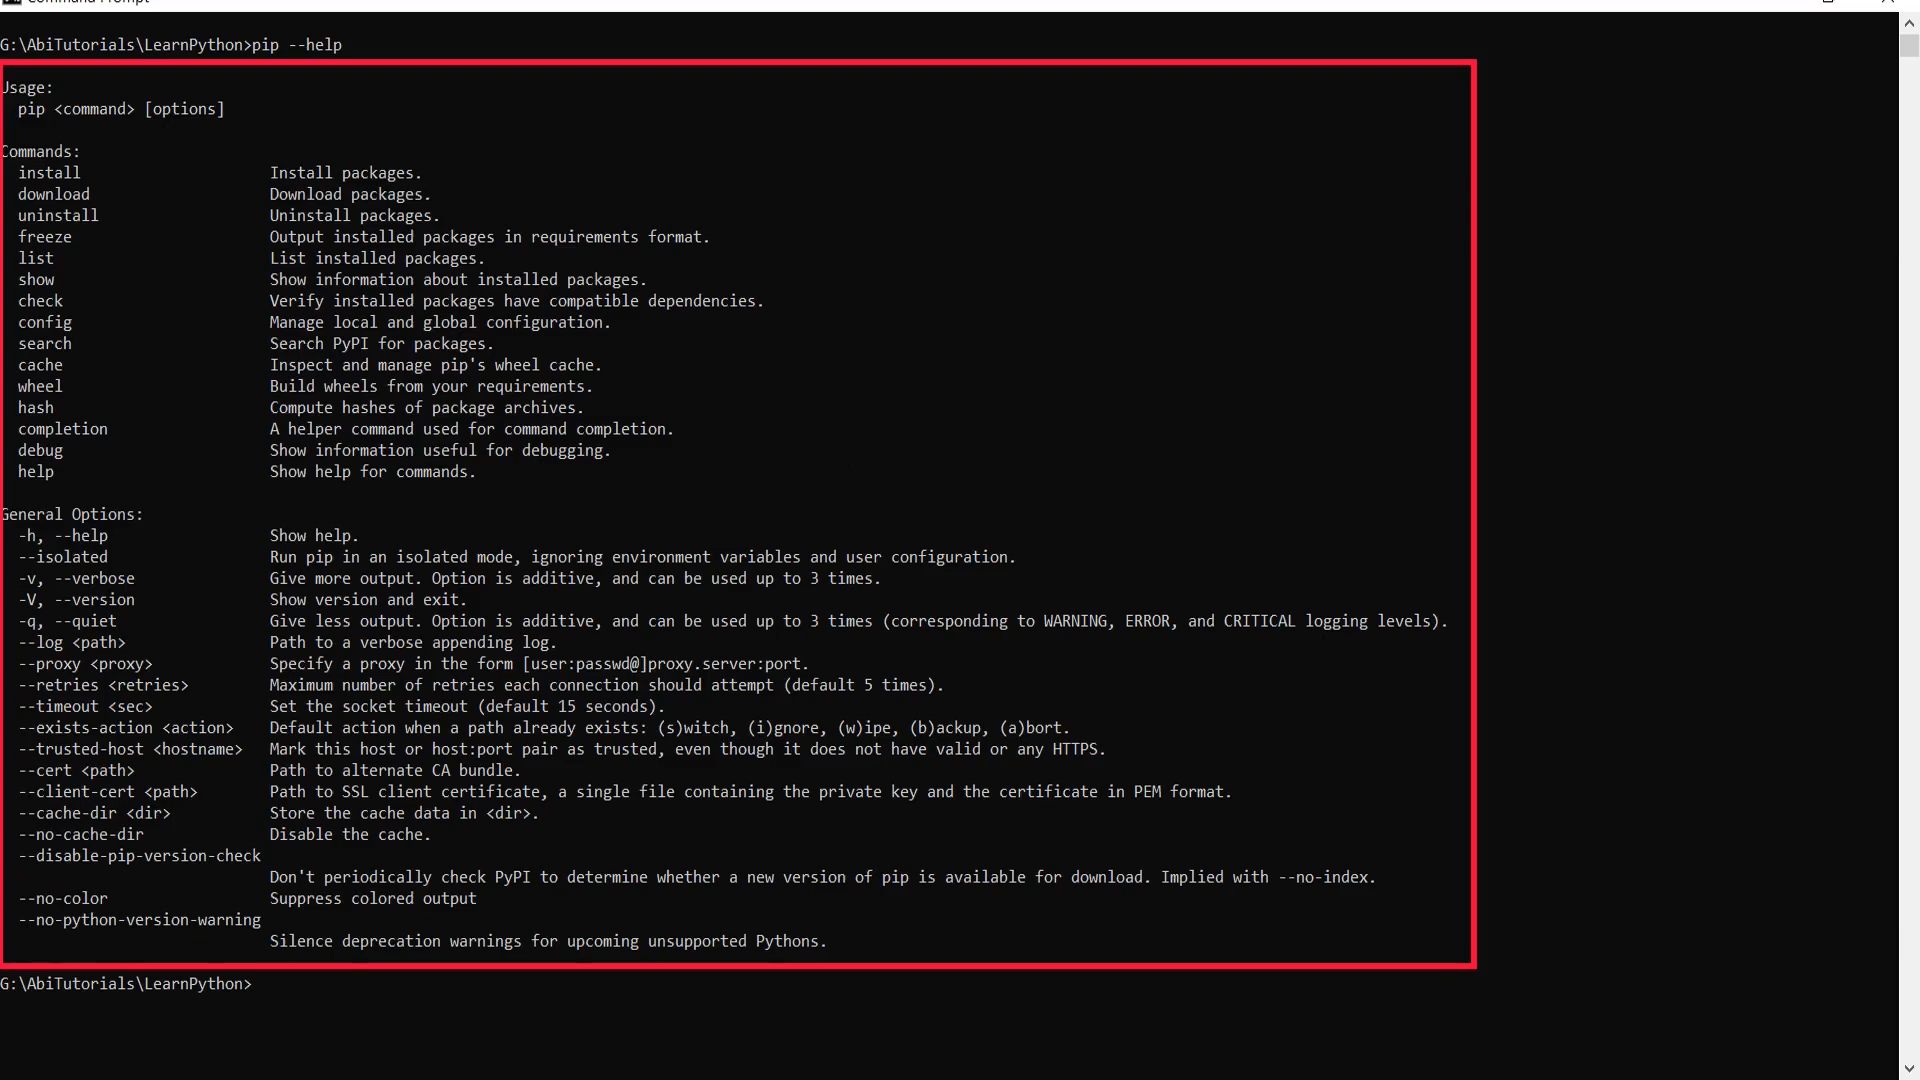 G:\AbiTutorials\LearnPython>pip --help
Usage:
pip <command> [options]
Commands:
install Install packages.
download Download packages.
uninstall Uninstall packages.
freeze Output installed packages in requirements format.
list List installed packages.
show Show information about installed packages.
check Verify installed packages have compatible dependencies.
config Manage local and global configuration.
search Search PyPI for packages.
cache Inspect and manage pip's wheel cache.
wheel Build wheels from your requirements.
hash Compute hashes of package archives.
completion A helper command used for command completion.
debug Show information useful for debugging.
help Show help for commands.
General Options:
-h, --help Show help.
--isolated Run pip in an isolated mode, ignoring environment variables and user configuration.
-v, --verbose Give more output. Option is additive, and can be used up to 3 times.
-V, --version Show version and exit.
-q, --quiet Give less output. Option is additive, and can be used up to 3 times (corresponding to WARNING, ERROR, and CRITICAL logging levels).
--log <path> Path to a verbose appending log.
--proxy <proxy> Specify a proxy in the form [user:passwd@]proxy.server:port.
--retries <retries> Maximum number of retries each connection should attempt (default 5 times).
--timeout <sec> Set the socket timeout (default 15 seconds).
--exists-action <action> Default action when a path already exists: (s)witch, (i)gnore, (w)ipe, (b)ackup, (a)bort.
--trusted-host <hostname> Mark this host or host:port pair as trusted, even though it does not have valid or any HTTPS.
--cert <path> Path to alternate CA bundle.
--client-cert <path> Path to SSL client certificate, a single file containing the private key and the certificate in PEM format.
--cache-dir <dir> Store the cache data in <dir>.
--no-cache-dir Disable the cache.
--disable-pip-version-check
Don't periodically check PyPI to determine whether a new version of pip is available for download. Implied with --no-index.
--no-color Suppress colored output
--no-python-version-warning
Silence deprecation warnings for upcoming unsupported Pythons.
G:\AbiTutorials\LearnPython>